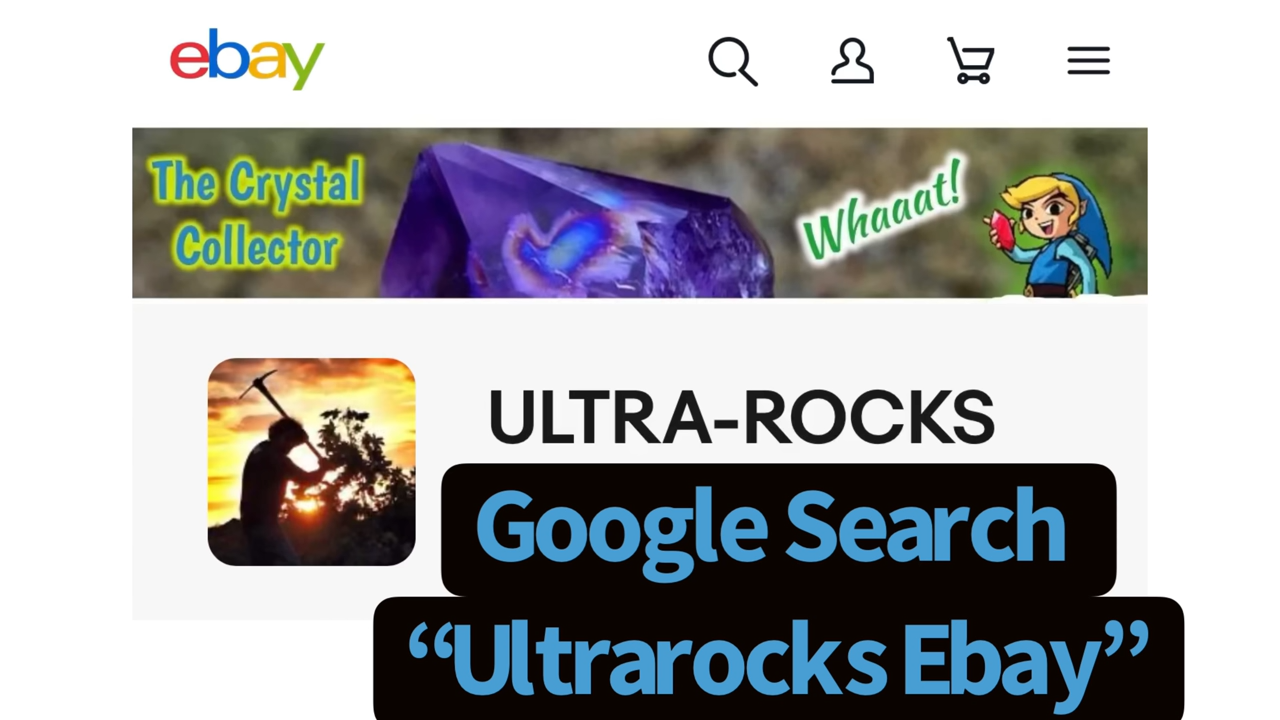 ebay
The Crystal
Collector
Whaaat!
ULTRA-ROCKS
Google Search
“Ultrarocks Ebay”